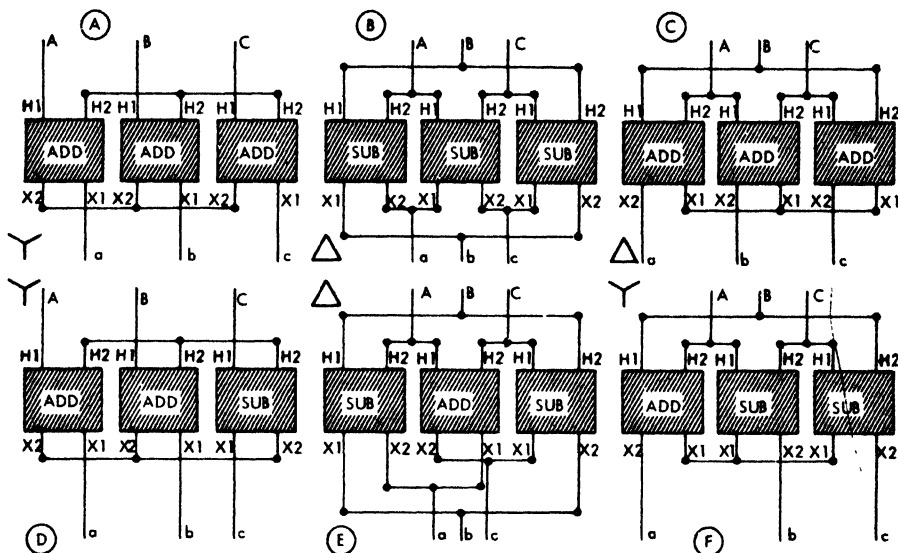 A B C
A B C A B C A B C
H1 H2 H1 H2 H1 H2 H1 H2 H1 H2 H1 H2 H1 H2 H1 H2 H1 H2
ADD ADD ADD SUB SUB SUB ADD ADD ADD
X2 X1 X2 X1 X2 X1 X1 X2 X1 X2 X1 X2 X2 X1 X2 X1 X2 X1
a b c a b c a b c
A B C A B C A B C
H1 H2 H1 H2 H1 H2 H1 H2 H1 H2 H1 H2 H1 H2 H1 H2 H1 H2
ADD ADD SUB SUB ADD SUB ADD SUB SUB
X2 X1 X2 X1 X1 X2 X1 X2 X2 X1 X1 X2 X2 X1 X1 X2 X1 X2
a b c a b c a b c
D E F